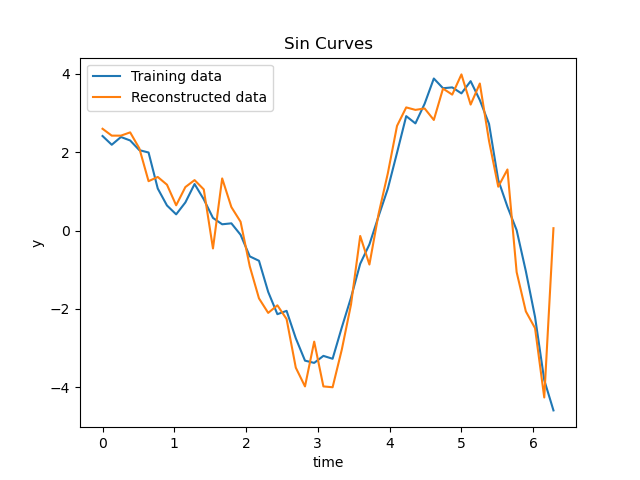 Sin Curves
Training data
Reconstructed data
4
2
0
−2
−4
y
0 1 2 3 4 5 6
time